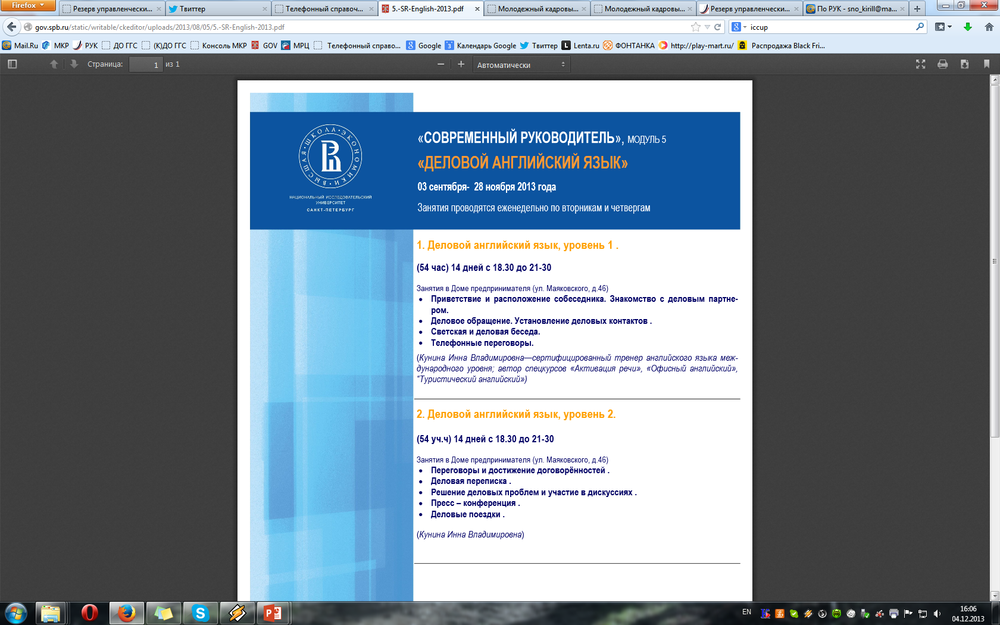 Firefox
Резерв управленчески...
Твиттер
Телефонный справоч...
5.-SR-English-2013.pdf
Молодежный кадровы...
Молодежный кадровы...
Резерв управленчески...
По РУК - sno_kirill@ma...
gov.spb.ru/static/writable/ckeditor/uploads/2013/08/05/5.-SR-English-2013.pdf
iccup
Mail.Ru МКР РУК ДО ГГС (К)ДО ГГС Консоль МКР GOV МРЦ Телефонный справо... Google Календарь Google Твиттер Lenta.ru ФОНТАНКА http://play-mart.ru/ Распродажа Black Fri...
Страница: 1 из 1
Автоматически
ВЫСШАЯ ШКОЛА ЭКОНОМИКИ
НАЦИОНАЛЬНЫЙ ИССЛЕДОВАТЕЛЬСКИЙ
УНИВЕРСИТЕТ
САНКТ-ПЕТЕРБУРГ
«СОВРЕМЕННЫЙ РУКОВОДИТЕЛЬ», МОДУЛЬ 5
«ДЕЛОВОЙ АНГЛИЙСКИЙ ЯЗЫК»
03 сентября- 28 ноября 2013 года
Занятия проводятся еженедельно по вторникам и четвергам
1. Деловой английский язык, уровень 1 .
(54 час) 14 дней с 18.30 до 21-30
Занятия в Доме предпринимателя (ул. Маяковского, д.46)
• Приветствие и расположение собеседника. Знакомство с деловым партне-
ром.
• Деловое обращение. Установление деловых контактов .
• Светская и деловая беседа.
• Телефонные переговоры.
(Кунина Инна Владимировна—сертифицированный тренер английского языка меж-
дународного уровня; автор спецкурсов «Активация речи», «Офисный английский»,
“Туристический английский»)
2. Деловой английский язык, уровень 2.
(54 уч.ч) 14 дней с 18.30 до 21-30
Занятия в Доме предпринимателя (ул. Маяковского, д.46)
• Переговоры и достижение договорённостей .
• Деловая переписка .
• Решение деловых проблем и участие в дискуссиях .
• Пресс – конференция .
• Деловые поездки .
(Кунина Инна Владимировна)
EN
16:06
04.12.2013